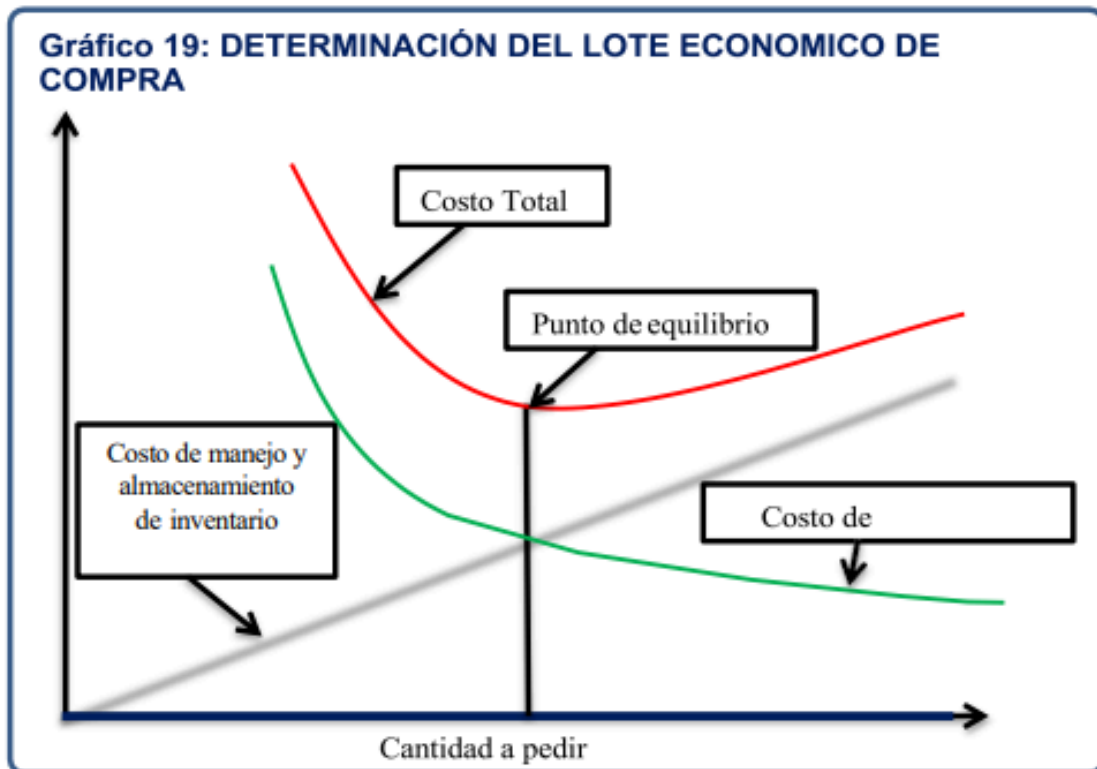 Gráfico 19: DETERMINACIÓN DEL LOTE ECONOMICO DE
COMPRA
Costo Total
Punto de equilibrio
Costo de manejo y
almacenamiento
de inventario
Costo de
Cantidad a pedir